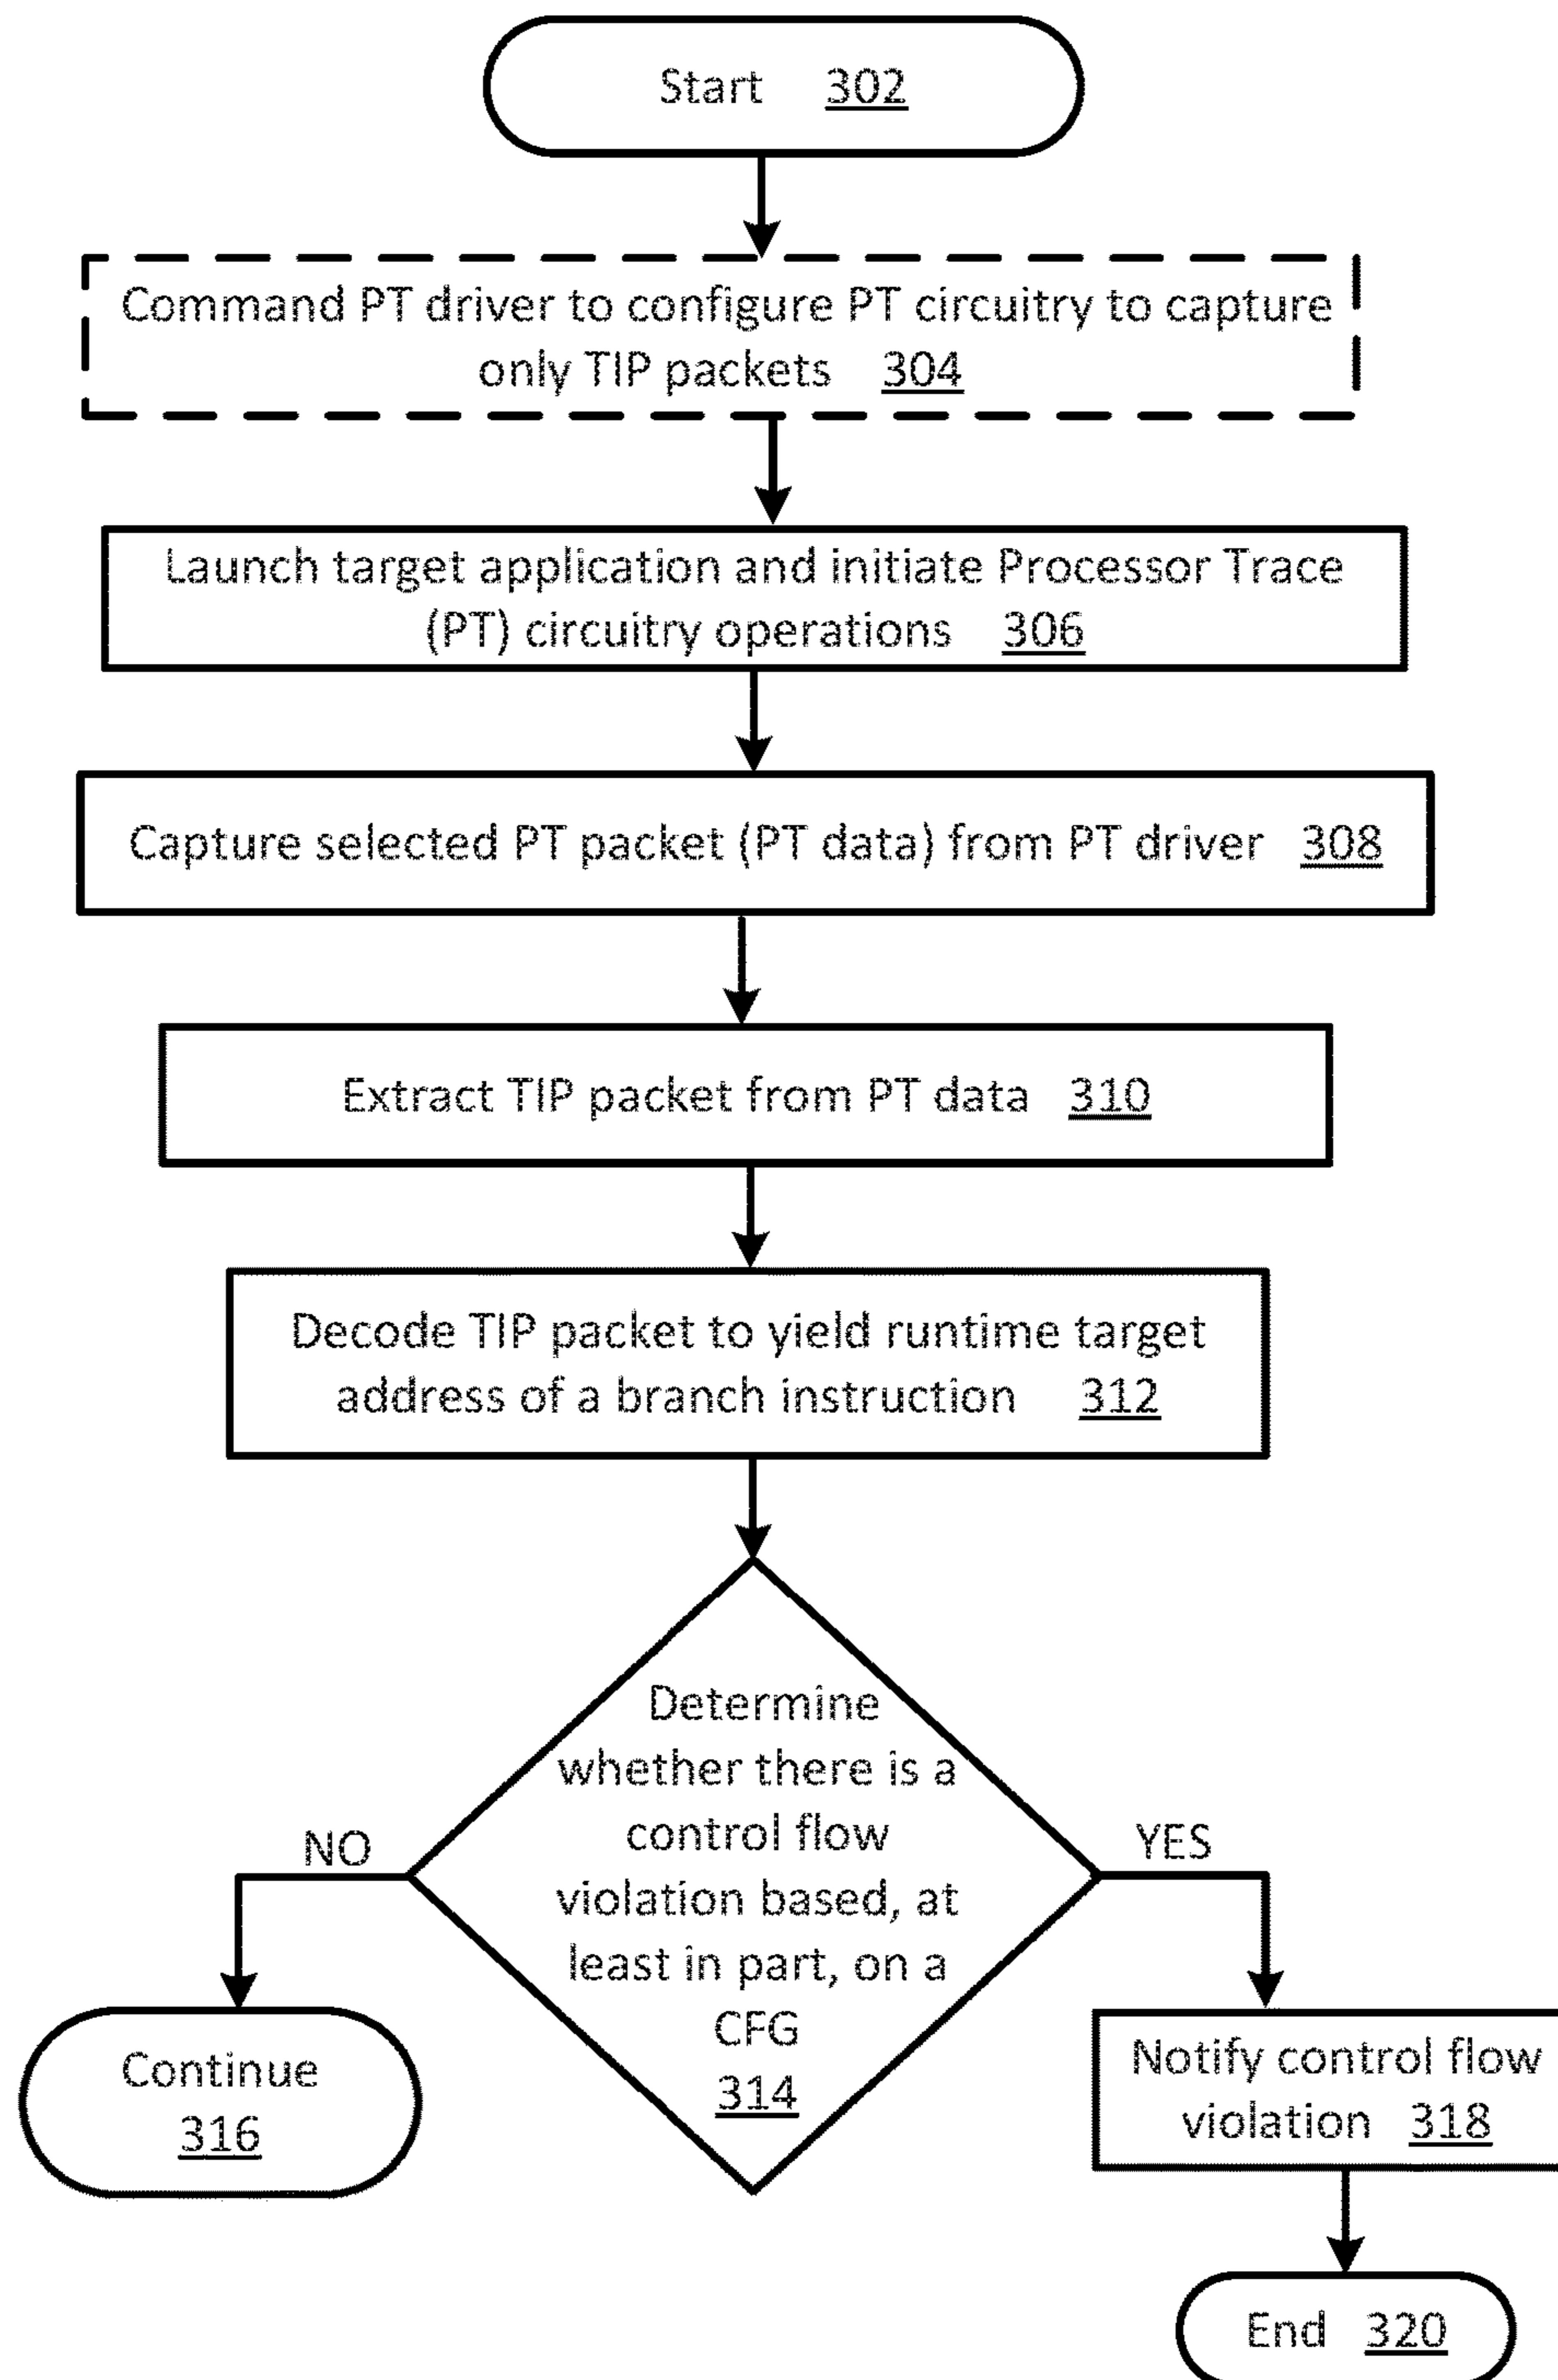 Start 302
Command PT driver to configure PT circuitry to capture
only TIP packets 304
Launch target application and initiate Processor Trace
(PT) circuitry operations 306
Capture selected PT packet (PT data) from PT driver 308
Extract TIP packet from PT data 310
Decode TIP packet to yield runtime target
address of a branch instruction 312
Determine
whether there is a
control flow
violation based, at
least in part, on a
CFG
314
NO
YES
Continue
316
Notify control flow
violation 318
End 320